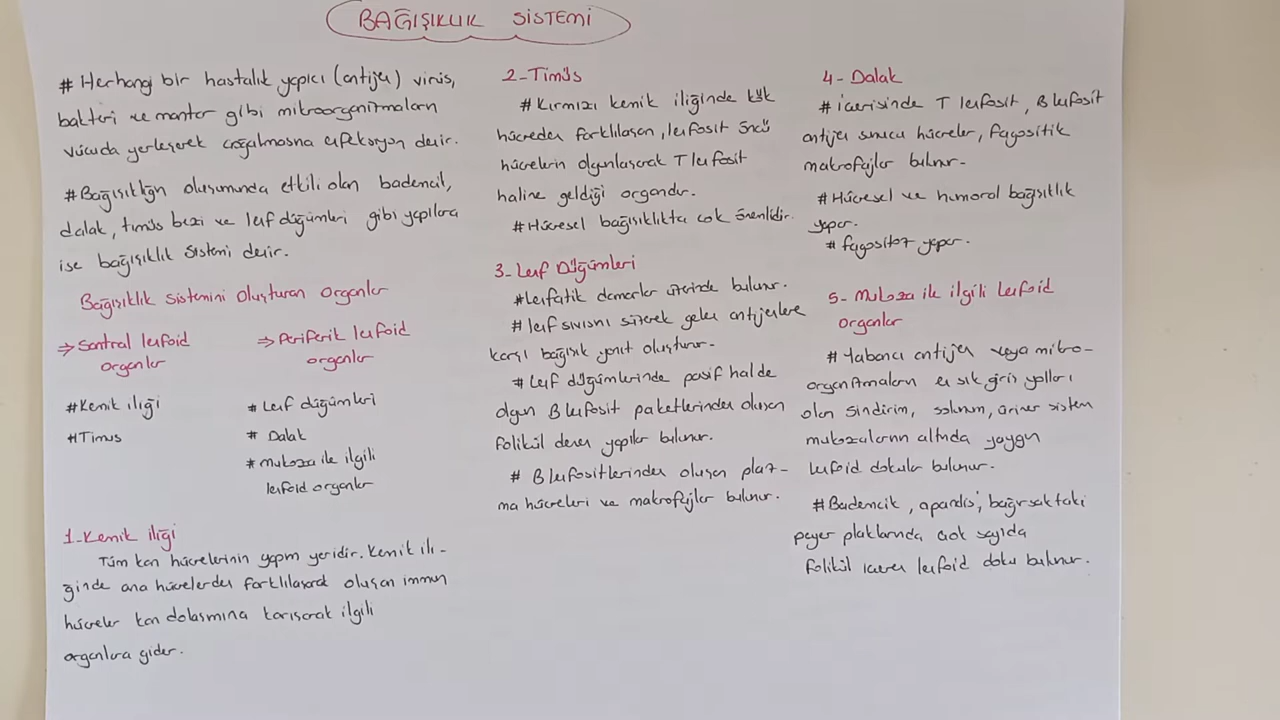 BAĞIŞIKLIK SİSTEMİ
# Herhangi bir hastalık yapıcı (antijen) virüs,
bakteri ve mantar gibi mikroorganizmaların
vücuda yerleşerek çoğalmasına enfeksiyon denir.
# Bağışıklığın oluşumunda etkili olan bademcik,
dalak, timüs bezi ve lenf düğümleri gibi yapılara
ise bağışıklık sistemi denir.
Bağışıklık Sistemini Oluşturan Organlar
⇒ Santral lenfoid
organlar
# Kemik iliği
# Timus
⇒ Periferik lenfoid
organlar
# Lenf düğümleri
# Dalak
# mukoza ile ilgili
lenfoid organlar
1. Kemik iliği
Tüm kan hücrelerinin yapım yeridir. Kemik ili-
ğinde ana hücrelerden farklılaşarak oluşan immun
hücreler kan dolaşımına karışarak ilgili
organlara gider.
2- Timüs
# Kırmızı kemik iliğinde kök
hücreden farklılaşan, lenfosit öncü
hücrelerin olgunlaşarak T lenfosit
haline geldiği organdır.
# Hücresel bağışıklıkta çok önemlidir.
3- Lenf Düğümleri
# Lenfatik damarlar üzerinde bulunur.
# lenf sıvısını süzerek gelen antijenlere
karşı bağışık yanıt oluşturur.
# Lenf düğümlerinde pasif halde
olgun B lenfosit paketlerinden oluşan
folikül denen yapılar bulunur.
# B lenfositlerinden oluşan plaz-
ma hücreleri ve makrofajlar bulunur.
4- Dalak
# içerisinde T lenfosit, B lenfosit
antijen sunucu hücreler, fagositik
makrofajlar bulunur.
# Hücresel ve humoral bağışıklık
yapar.
# fagositoz yapar.
5- Mukoza ile ilgili lenfoid
organlar
# Yabancı antijen veya mikro-
organizmaların en sık giriş yolları
olan sindirim, solunum, üriner sistem
mukozalarının altında yaygın
lenfoid dokular bulunur.
# Bademcik, apandis, bağırsaktaki
peyer plaklarında çok sayıda
folikül içeren lenfoid doku bulunur.